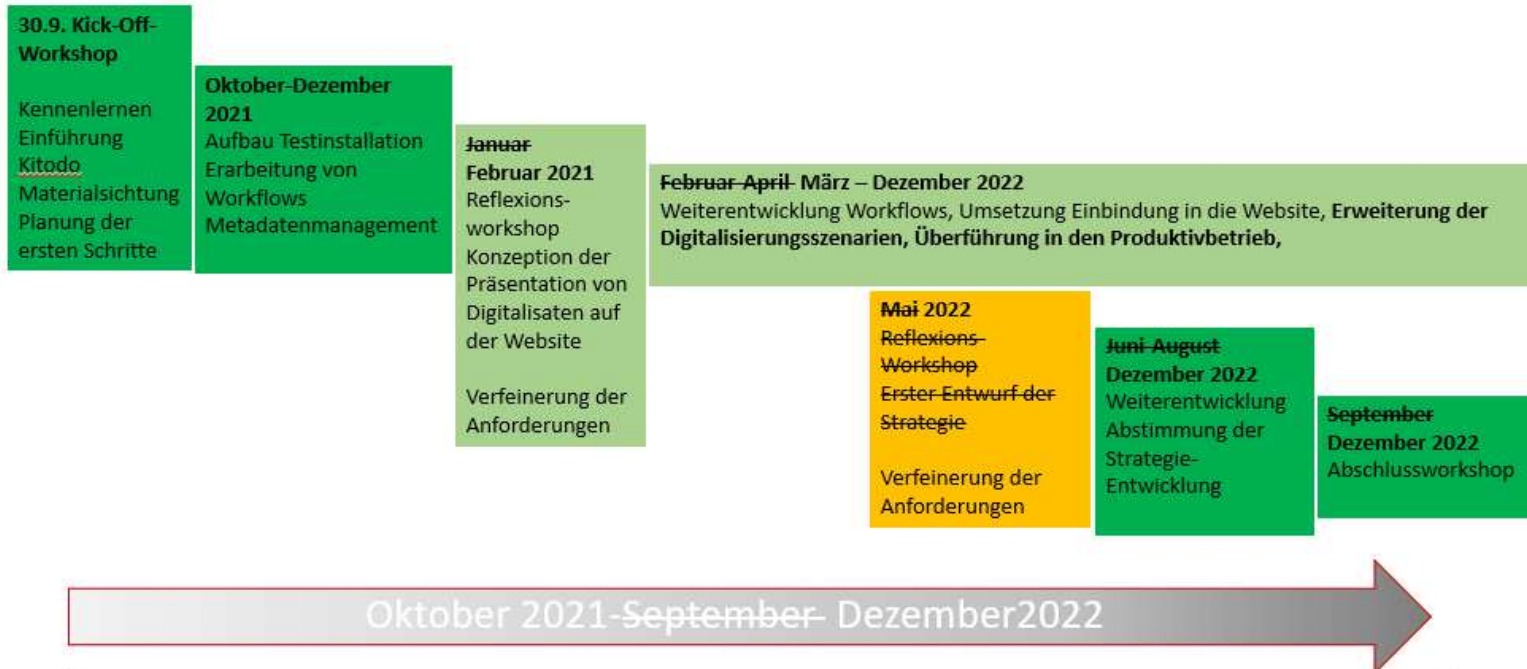 30.9. Kick-Off-
Workshop
Kennenlernen
Einführung
Kitodo
Materialsichtung
Planung der
ersten Schritte
Oktober-Dezember
2021
Aufbau Testinstallation
Erarbeitung von
Workflows
Metadatenmanagement
Januar
Februar 2021
Reflexions-
workshop
Konzeption der
Präsentation von
Digitalisaten auf
der Website
Verfeinerung der
Anforderungen
Februar-April März – Dezember 2022
Weiterentwicklung Workflows, Umsetzung Einbindung in die Website, Erweiterung der
Digitalisierungsszenarien, Überführung in den Produktivbetrieb,
Mai 2022
Reflexions-
Workshop
Erster Entwurf der
Strategie
Verfeinerung der
Anforderungen
Juni-August
Dezember 2022
Weiterentwicklung
Abstimmung der
Strategie-
Entwicklung
September
Dezember 2022
Abschlussworkshop
Oktober 2021-September- Dezember2022